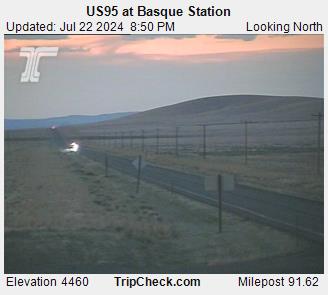 US95 at Basque Station
Updated: Jul 22 2024 8:50 PM Looking North
Elevation 4460 TripCheck.com Milepost 91.62